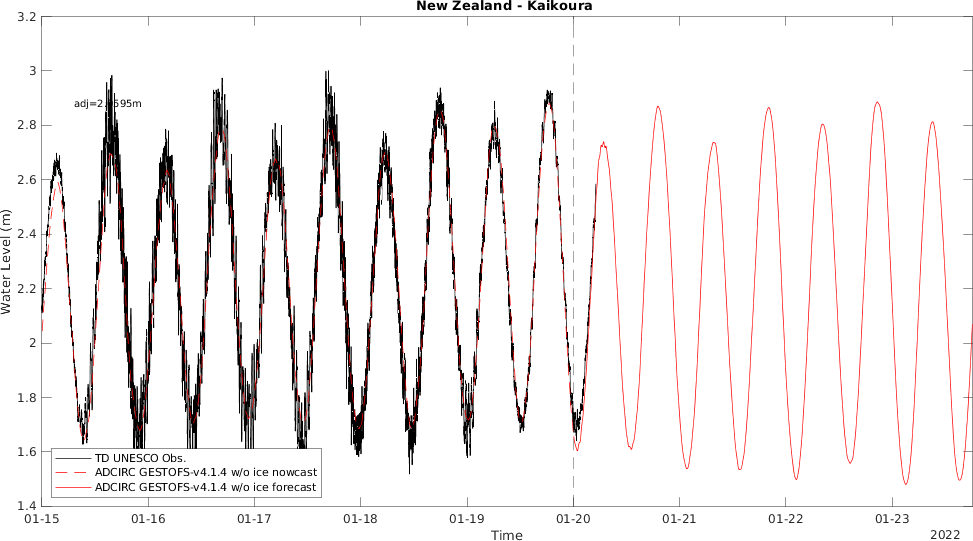 New Zealand - Kaikoura
3.2
3
2.8
2.6
2.4
2.2
2
1.8
1.6
1.4
Water Level (m)
TD UNESCO Obs.
ADCIRC GESTOFS-v4.1.4 w/o ice nowcast
ADCIRC GESTOFS-v4.1.4 w/o ice forecast
01-15 01-16 01-17 01-18 01-19 01-20 01-21 01-22 01-23
Time
2022